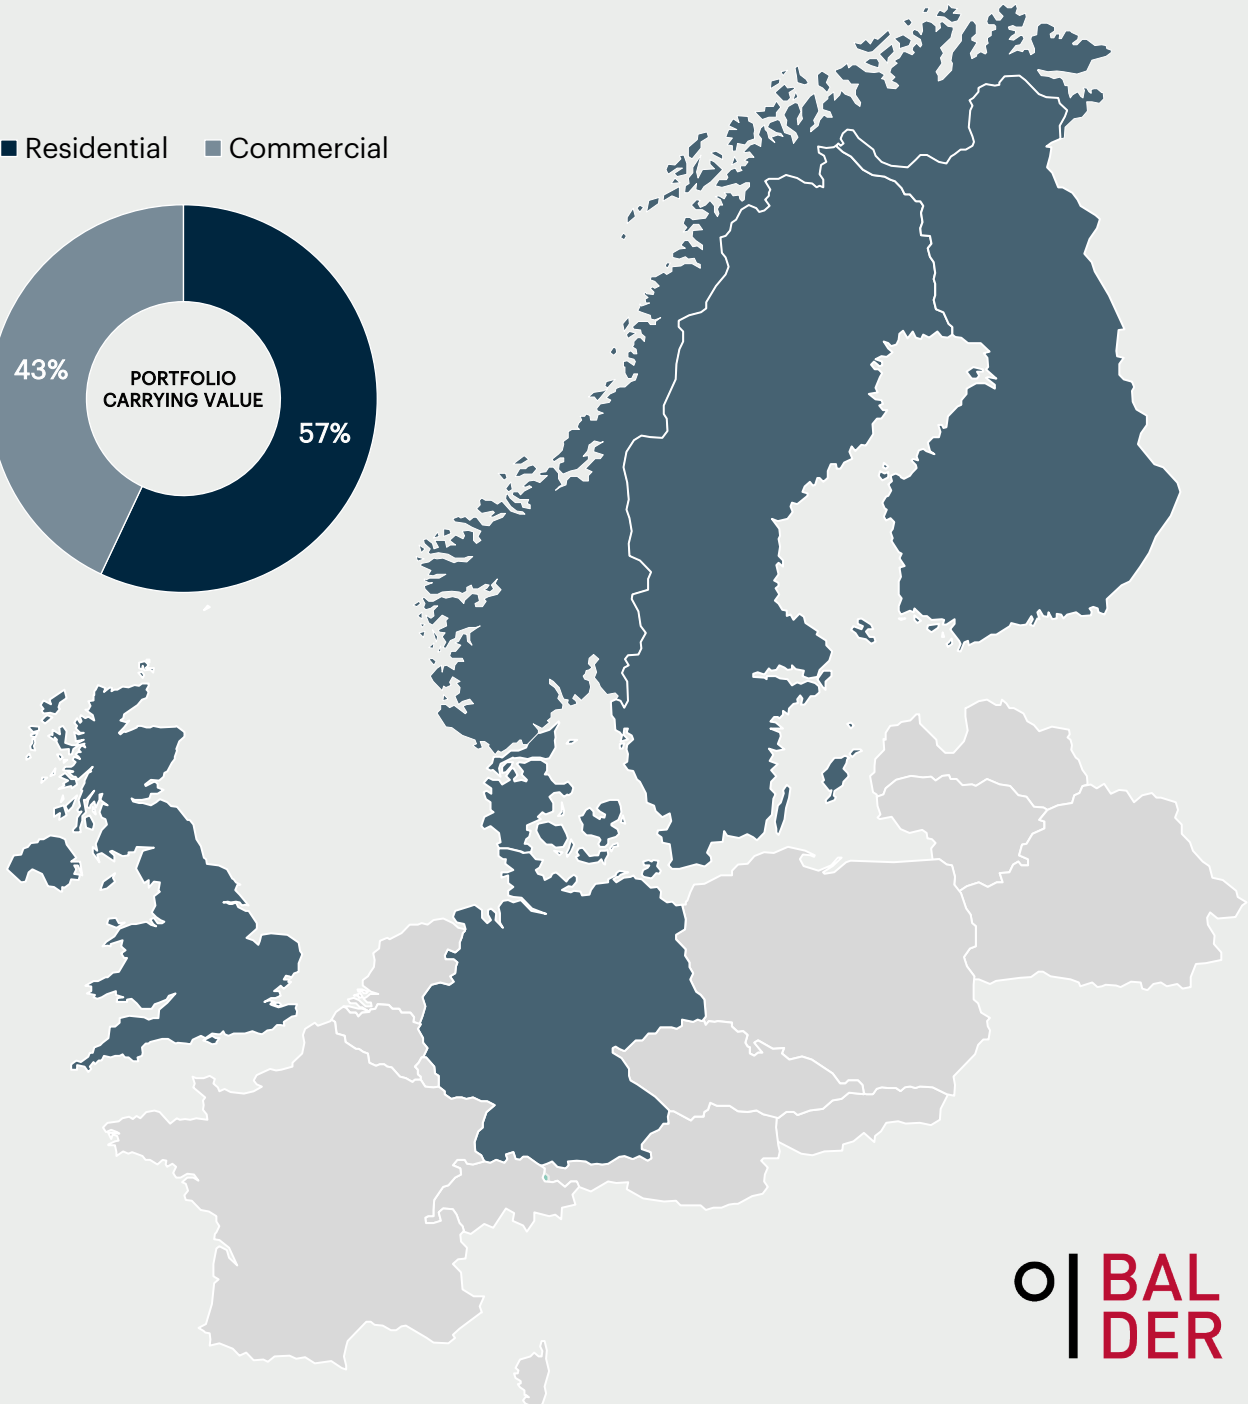 Residential Commercial
43%
PORTFOLIO
CARRYING VALUE
57%
BAL
DER